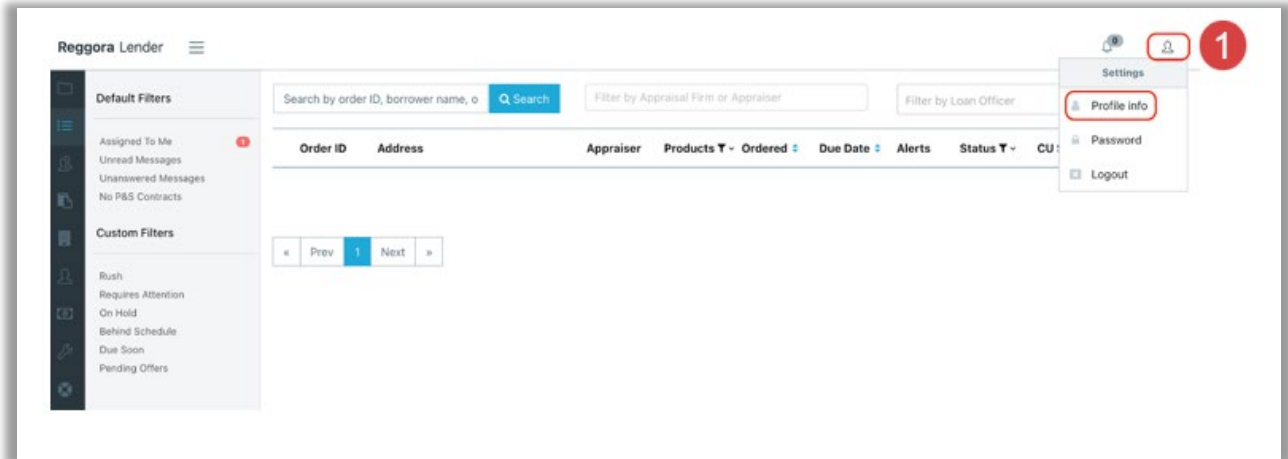 Reggora Lender
0
1
Settings
Profile info
Password
Logout
Default Filters
Assigned To Me 1
Unread Messages
Unanswered Messages
No P&S Contracts
Custom Filters
Rush
Requires Attention
On Hold
Behind Schedule
Due Soon
Pending Offers
Search by order ID, borrower name, o Search Filter by Appraisal Firm or Appraiser Filter by Loan Officer
Order ID Address Appraiser Products Ordered Due Date Alerts Status CU
« Prev 1 Next »